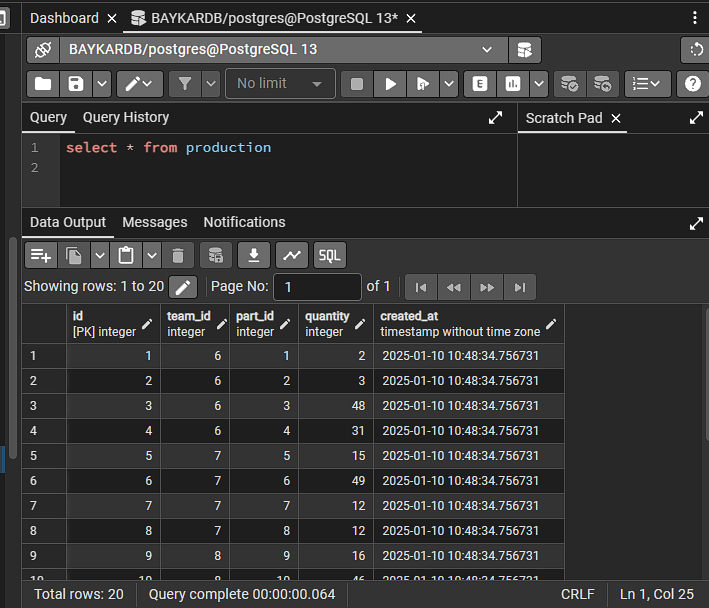 Dashboard BAYKARDB/postgres@PostgreSQL 13*
BAYKARDB/postgres@PostgreSQL 13
No limit E SQL
Query Query History Scratch Pad
1 select * from production
2
Data Output Messages Notifications
SQL
Showing rows: 1 to 20 Page No: 1 of 1
id team_id part_id quantity created_at
[PK] integer integer integer integer timestamp without time zone
1 1 6 1 2 2025-01-10 10:48:34.756731
2 2 6 2 3 2025-01-10 10:48:34.756731
3 3 6 3 48 2025-01-10 10:48:34.756731
4 4 6 4 31 2025-01-10 10:48:34.756731
5 5 7 5 15 2025-01-10 10:48:34.756731
6 6 7 6 49 2025-01-10 10:48:34.756731
7 7 7 7 12 2025-01-10 10:48:34.756731
8 8 7 8 12 2025-01-10 10:48:34.756731
9 9 8 9 16 2025-01-10 10:48:34.756731
10 10 8 10 46 2025-01-10 10:48:34.756731
Total rows: 20 Query complete 00:00:00.064 CRLF Ln 1, Col 25